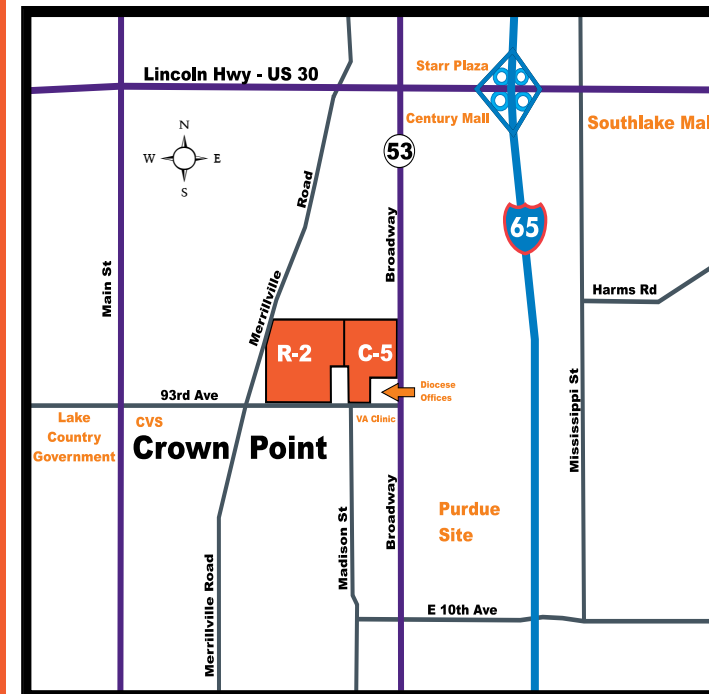 Starr Plaza
Lincoln Hwy - US 30
Century Mall
Southlake Mal
N
W
E
S
53
Road
Broadway
65
Main St
Merrillville
Harms Rd
R-2
C-5
Diocese
Offices
93rd Ave
Mississippi St
Lake
Country
Government
CVS
VA Clinic
Crown Point
Madison St
Broadway
Purdue
Site
Merrillville Road
E 10th Ave